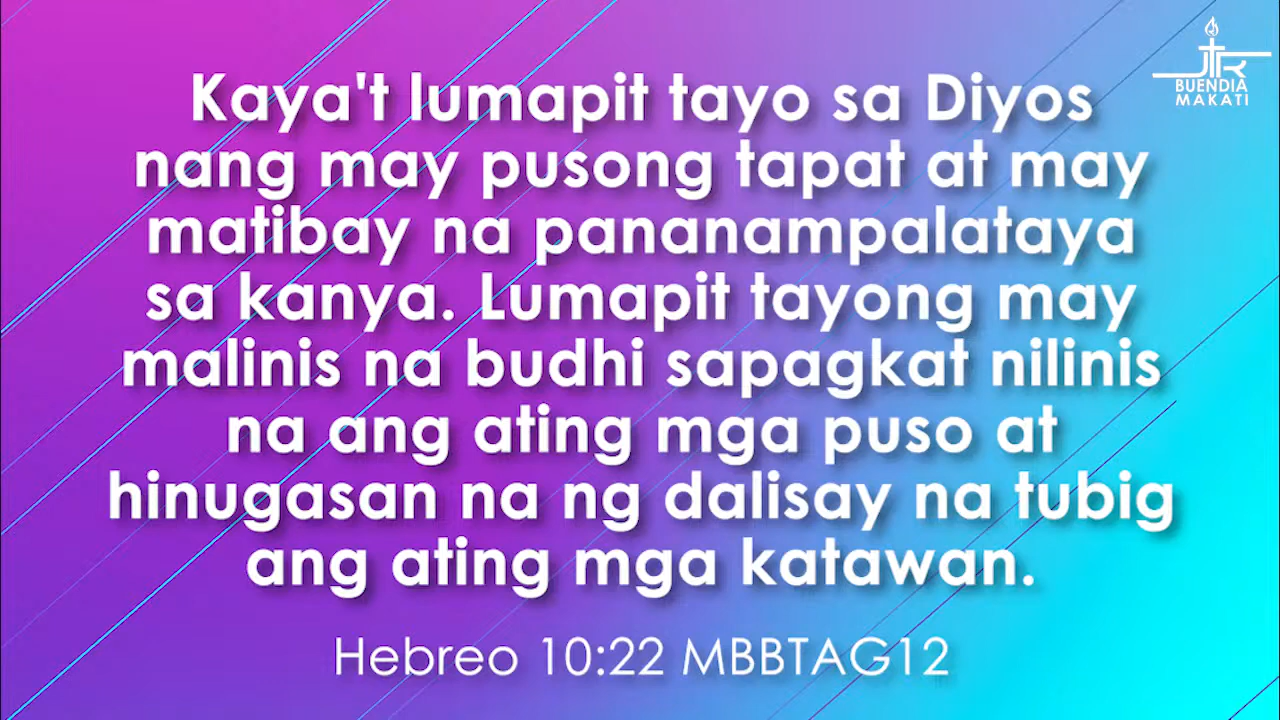 JTR
BUENDIA
MAKATI
Kaya't lumapit tayo sa Diyos
nang may pusong tapat at may
matibay na pananampalataya
sa kanya. Lumapit tayong may
malinis na budhi sapagkat nilinis
na ang ating mga puso at
hinugasan na ng dalisay na tubig
ang ating mga katawan.
Hebreo 10:22 MBBTAG12